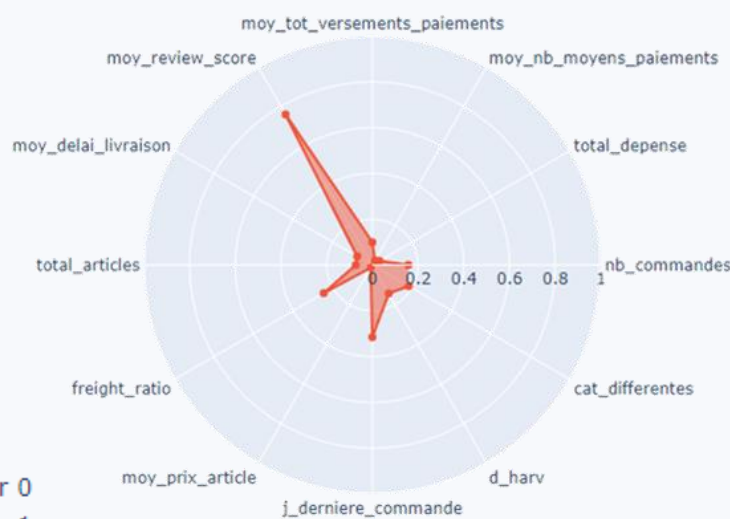 moy_tot_versements_paiements
moy_review_score
moy_nb_moyens_paiements
moy_delai_livraison
total_depense
total_articles
0 0.2 0.4 0.6 0.8 1
nb_commandes
freight_ratio
cat_differentes
moy_prix_article
d_harv
r 0
j_derniere_commande